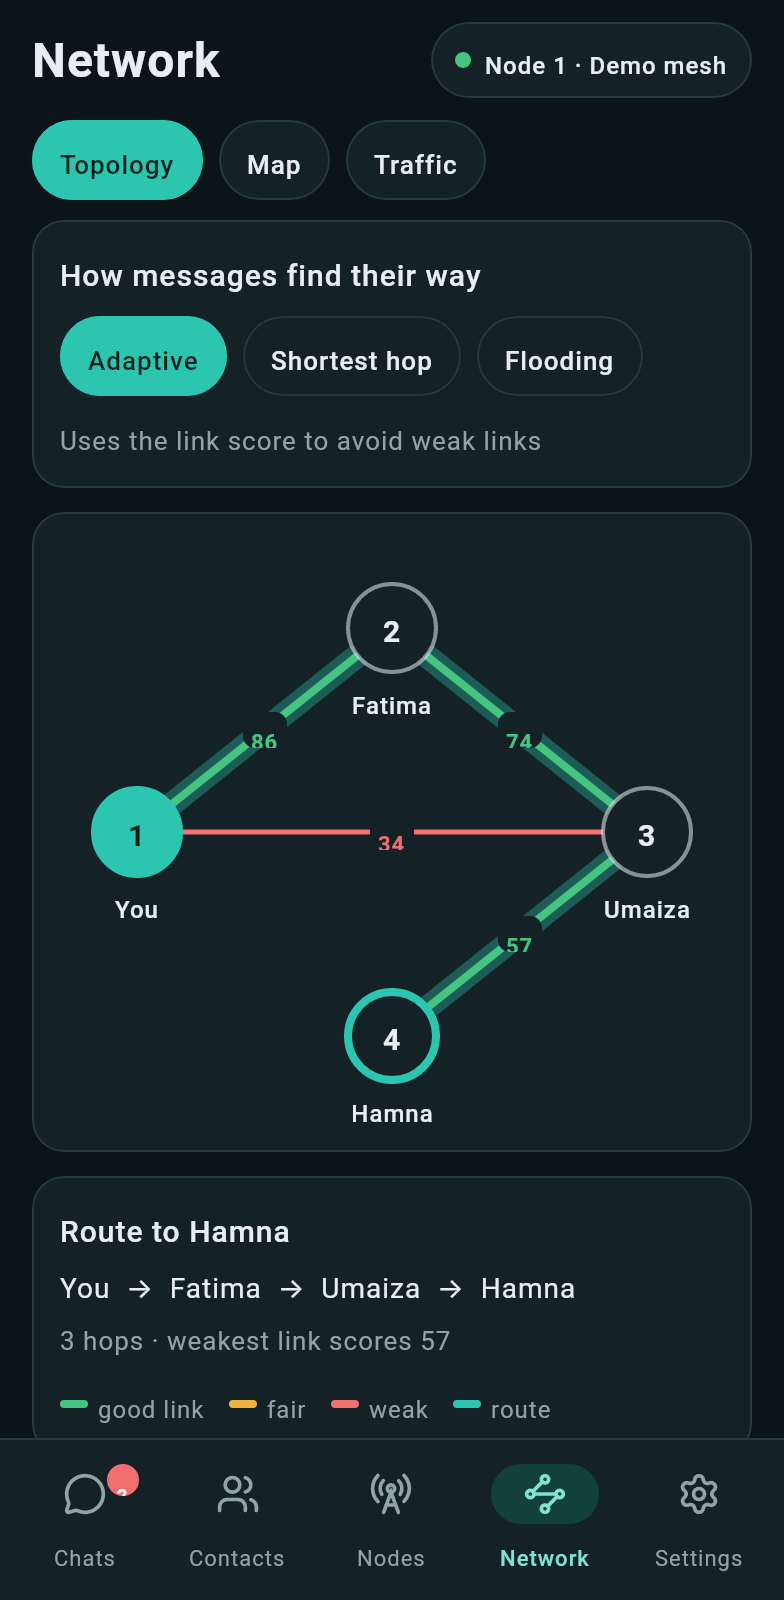 Network
Node 1 · Demo mesh
Topology
Map
Traffic
How messages find their way
Adaptive
Shortest hop
Flooding
Uses the link score to avoid weak links
2
Fatima
86
74
1
34
3
You
Umaiza
57
4
Hamna
Route to Hamna
You → Fatima → Umaiza → Hamna
3 hops · weakest link scores 57
good link
fair
weak
route
Chats
Contacts
Nodes
Network
Settings